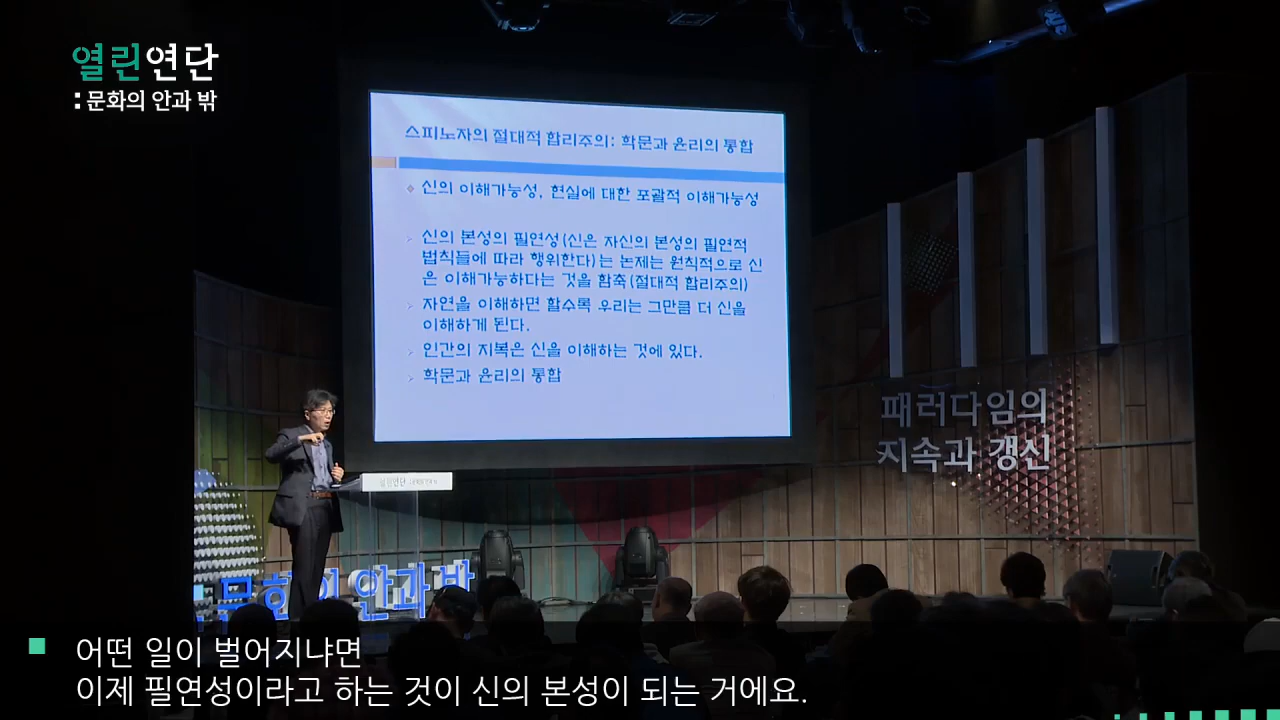 열린연단
:문화의 안과 밖
스피노자의 절대적 합리주의: 학문과 윤리의 통합
신의 이해가능성, 현실에 대한 포괄적 이해가능성
신의 본성의 필연성(신은 자신의 본성의 필연적
법칙들에 따라 행위한다)는 논제는 원칙적으로 신
은 이해가능하다는 것을 함축(절대적 합리주의)
자연을 이해하면 할수록 우리는 그만큼 더 신을
이해하게 된다.
인간의 지복은 신을 이해하는 것에 있다.
학문과 윤리의 통합
패러다임의
지속과 갱신
열린연단
:문화의 안과 밖
어떤 일이 벌어지냐면
이제 필연성이라고 하는 것이 신의 본성이 되는 거에요.